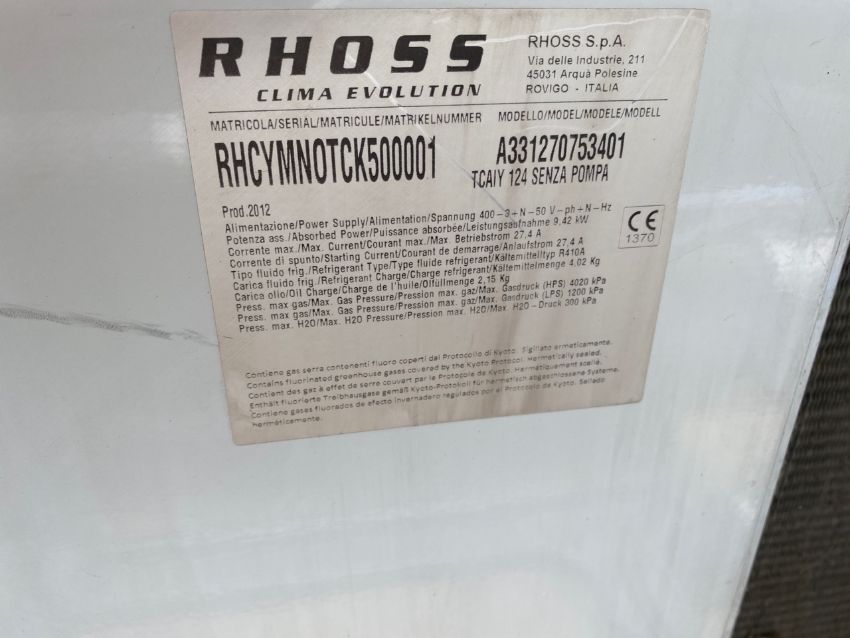 RHOSS
CLIMA EVOLUTION
RHOSS S.p.A.
Via delle Industrie, 211
45031 Arquà Polesine
ROVIGO - ITALIA
MATRICOLA/SERIAL/MATRICULE/MATRIKELNUMMER
MODELLO/MODEL/MODELE/MODELL
RHCYMNOTCK500001
A331270753401
TCAIY 124 SENZA POMPA
Prod.2012
Alimentazione/Power Supply/Alimentation/Spannung 400-3+N-50 V-ph+N-Hz
Potenza ass./Absorbed Power/Puissance absorbée/Leistungsaufnahme 9,42 kW
Corrente max./Max. Current/Courant max./Max. Betriebstrom 27,4 A
Corrente di spunto/Starting Current/Courant de demarrage/Anlaufstrom 27,4 A
Tipo fluido frig./Refrigerant Type/Type fluide refrigerant/Kältemitteltyp R410A
Carica fluido frig./Refrigerant Charge/Charge refrigerant/Kältemittelmenge 4,02 Kg
Carica olio/Oil Charge/Charge de l'huile/Olfüllmenge 2,15 Kg
Press. max gas/Max. Gas Pressure/Pression max. gaz/Max. Gasdruck (HPS) 4020 kPa
Press. max gas/Max. Gas Pressure/Pression max. gaz/Max. Gasdruck (LPS) 1200 kPa
Press. max. H2O/Max. H2O Pressure/Pression max. H2O/Max. H2O-Druck 300 kPa
CE
1370
Contiene gas serra contenenti fluoro coperti dal Protocollo di Kyoto. Sigillato ermeticamente.
Contains fluorinated greenhouse gases covered by the Kyoto Protocol. Hermetically sealed.
Contient des gaz à effet de serre couvert par le Protocole de Kyoto. Hermétiquement scellé.
Enthält fluorierte Treibhausgase gemäß Kyoto-Protokoll für hermetisch abgeschlossene Systeme.
Contiene gases fluorados de efecto invernadero regulados por el Protocolo de Kyoto. Sellado
herméticamente.